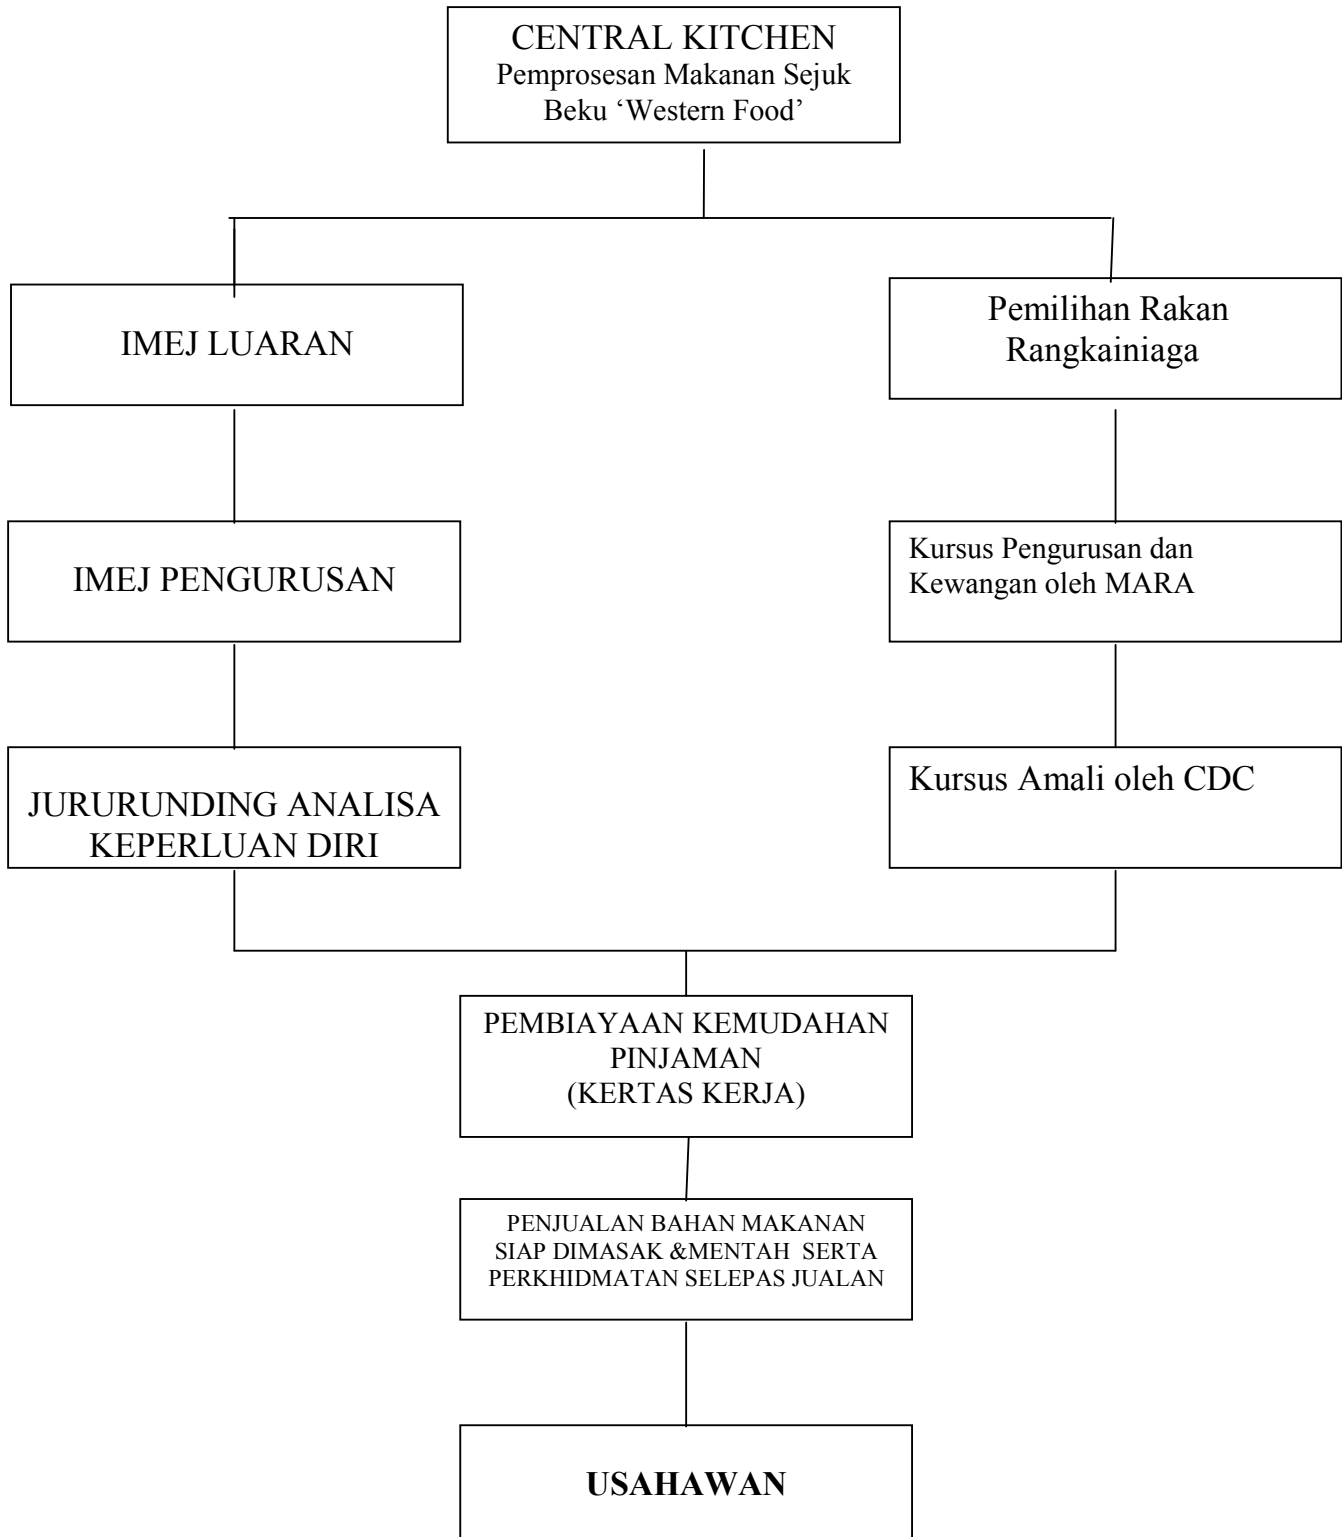 CENTRAL KITCHEN
Pemprosesan Makanan Sejuk
Beku ‘Western Food’
IMEJ LUARAN
Pemilihan Rakan
Rangkainiaga
IMEJ PENGURUSAN
Kursus Pengurusan dan
Kewangan oleh MARA
JURURUNDING ANALISA
KEPERLUAN DIRI
Kursus Amali oleh CDC
PEMBIAYAAN KEMUDAHAN
PINJAMAN
(KERTAS KERJA)
PENJUALAN BAHAN MAKANAN
SIAP DIMASAK &MENTAH SERTA
PERKHIDMATAN SELEPAS JUALAN
USAHAWAN